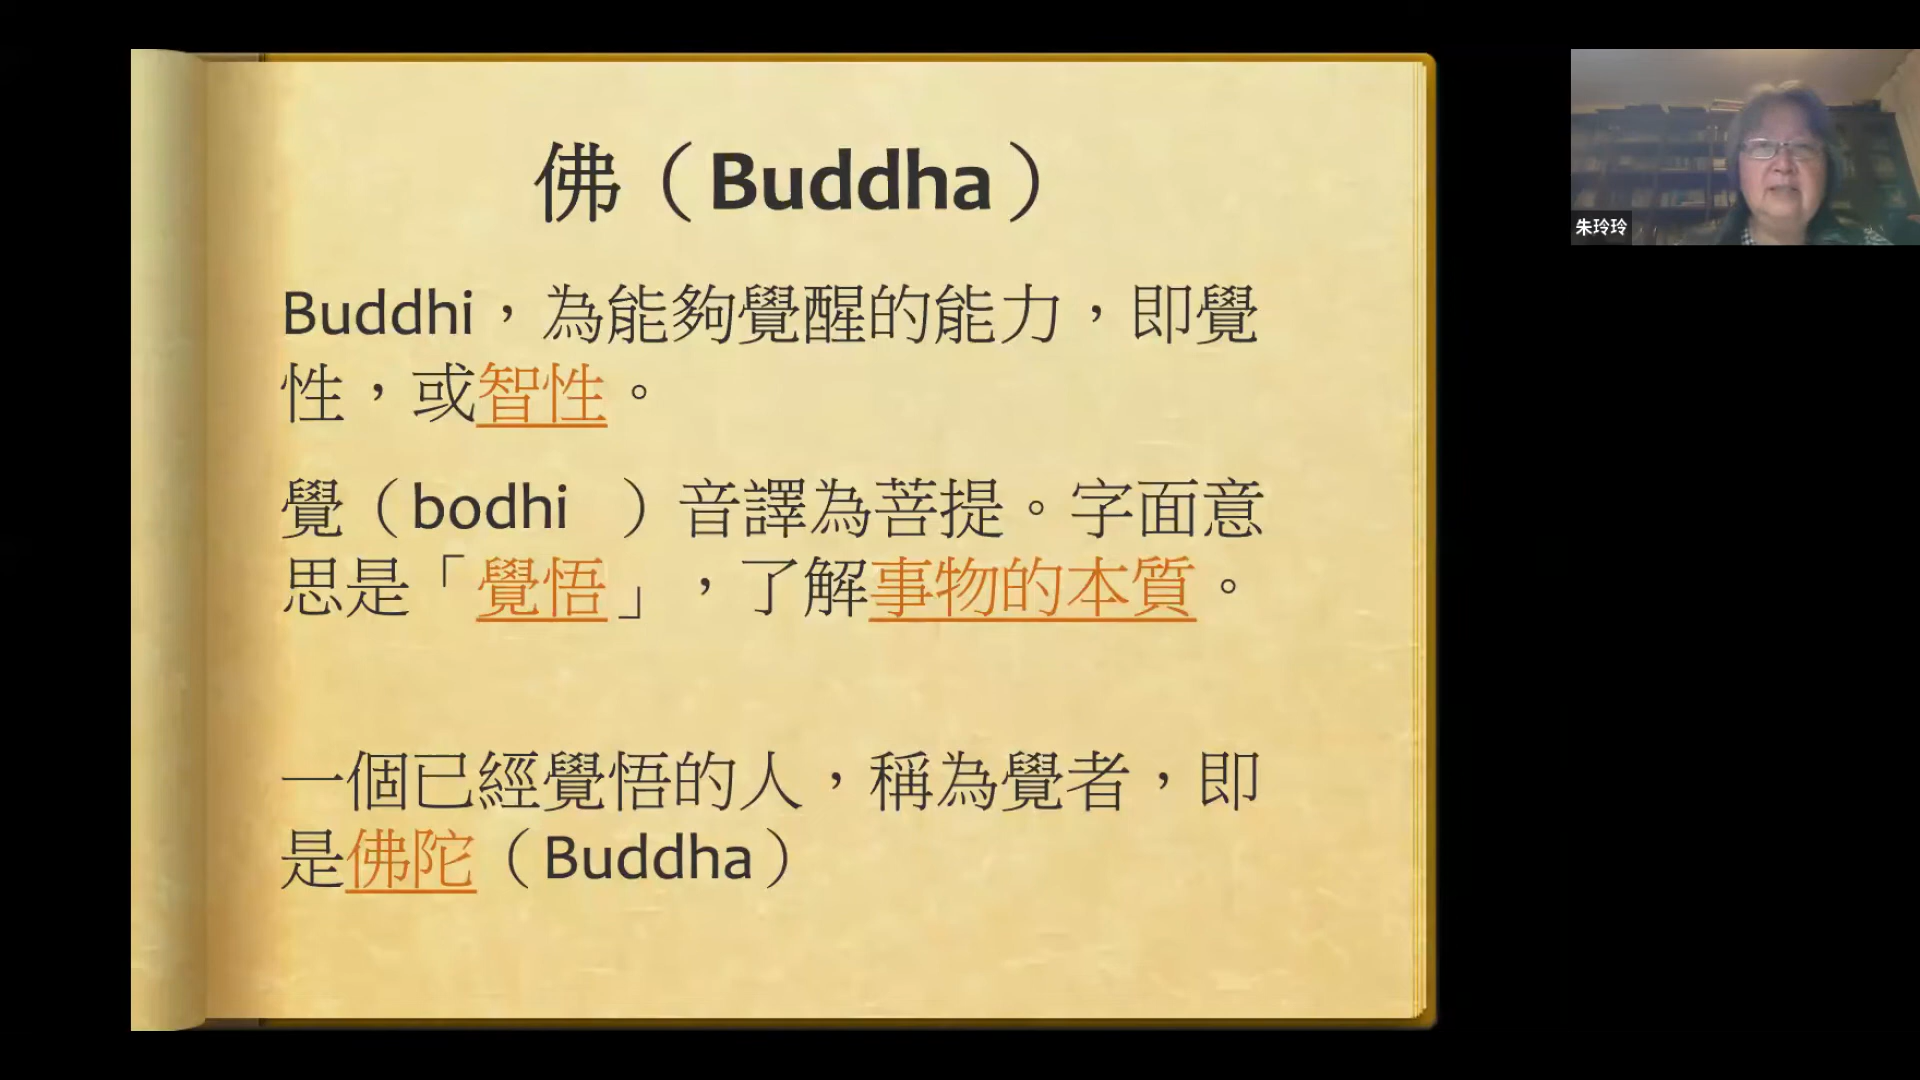 佛（Buddha）
Buddhi，為能夠覺醒的能力，即覺
性，或智性。
覺（bodhi ）音譯為菩提。字面意
思是「覺悟」，了解事物的本質。
一個已經覺悟的人，稱為覺者，即
是佛陀（Buddha）
朱玲玲